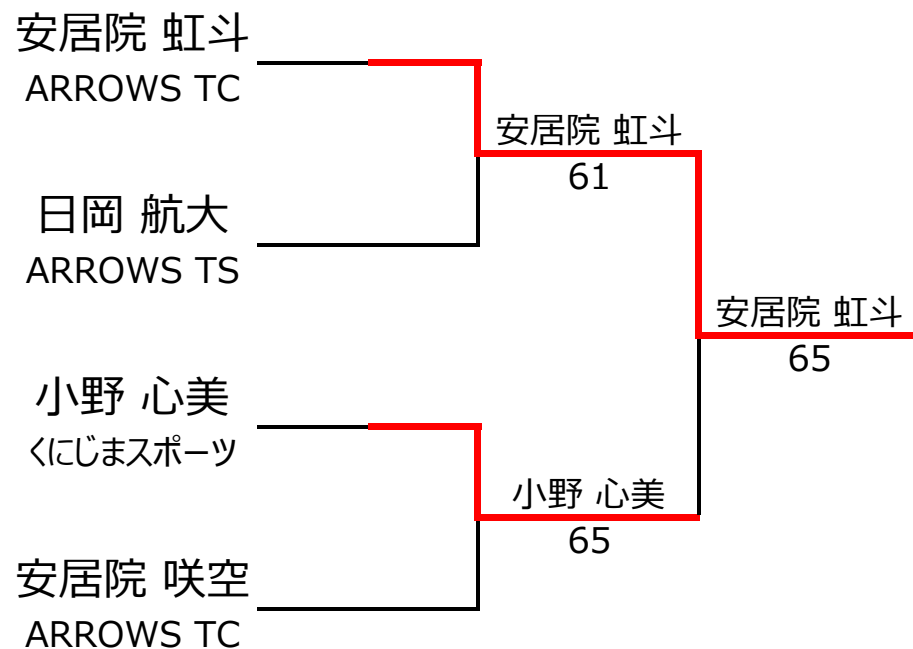 安居院 虹斗
ARROWS TC
日岡 航大
ARROWS TS
小野 心美
くにじまスポーツ
安居院 咲空
ARROWS TC
安居院 虹斗
61
小野 心美
65
安居院 虹斗
65